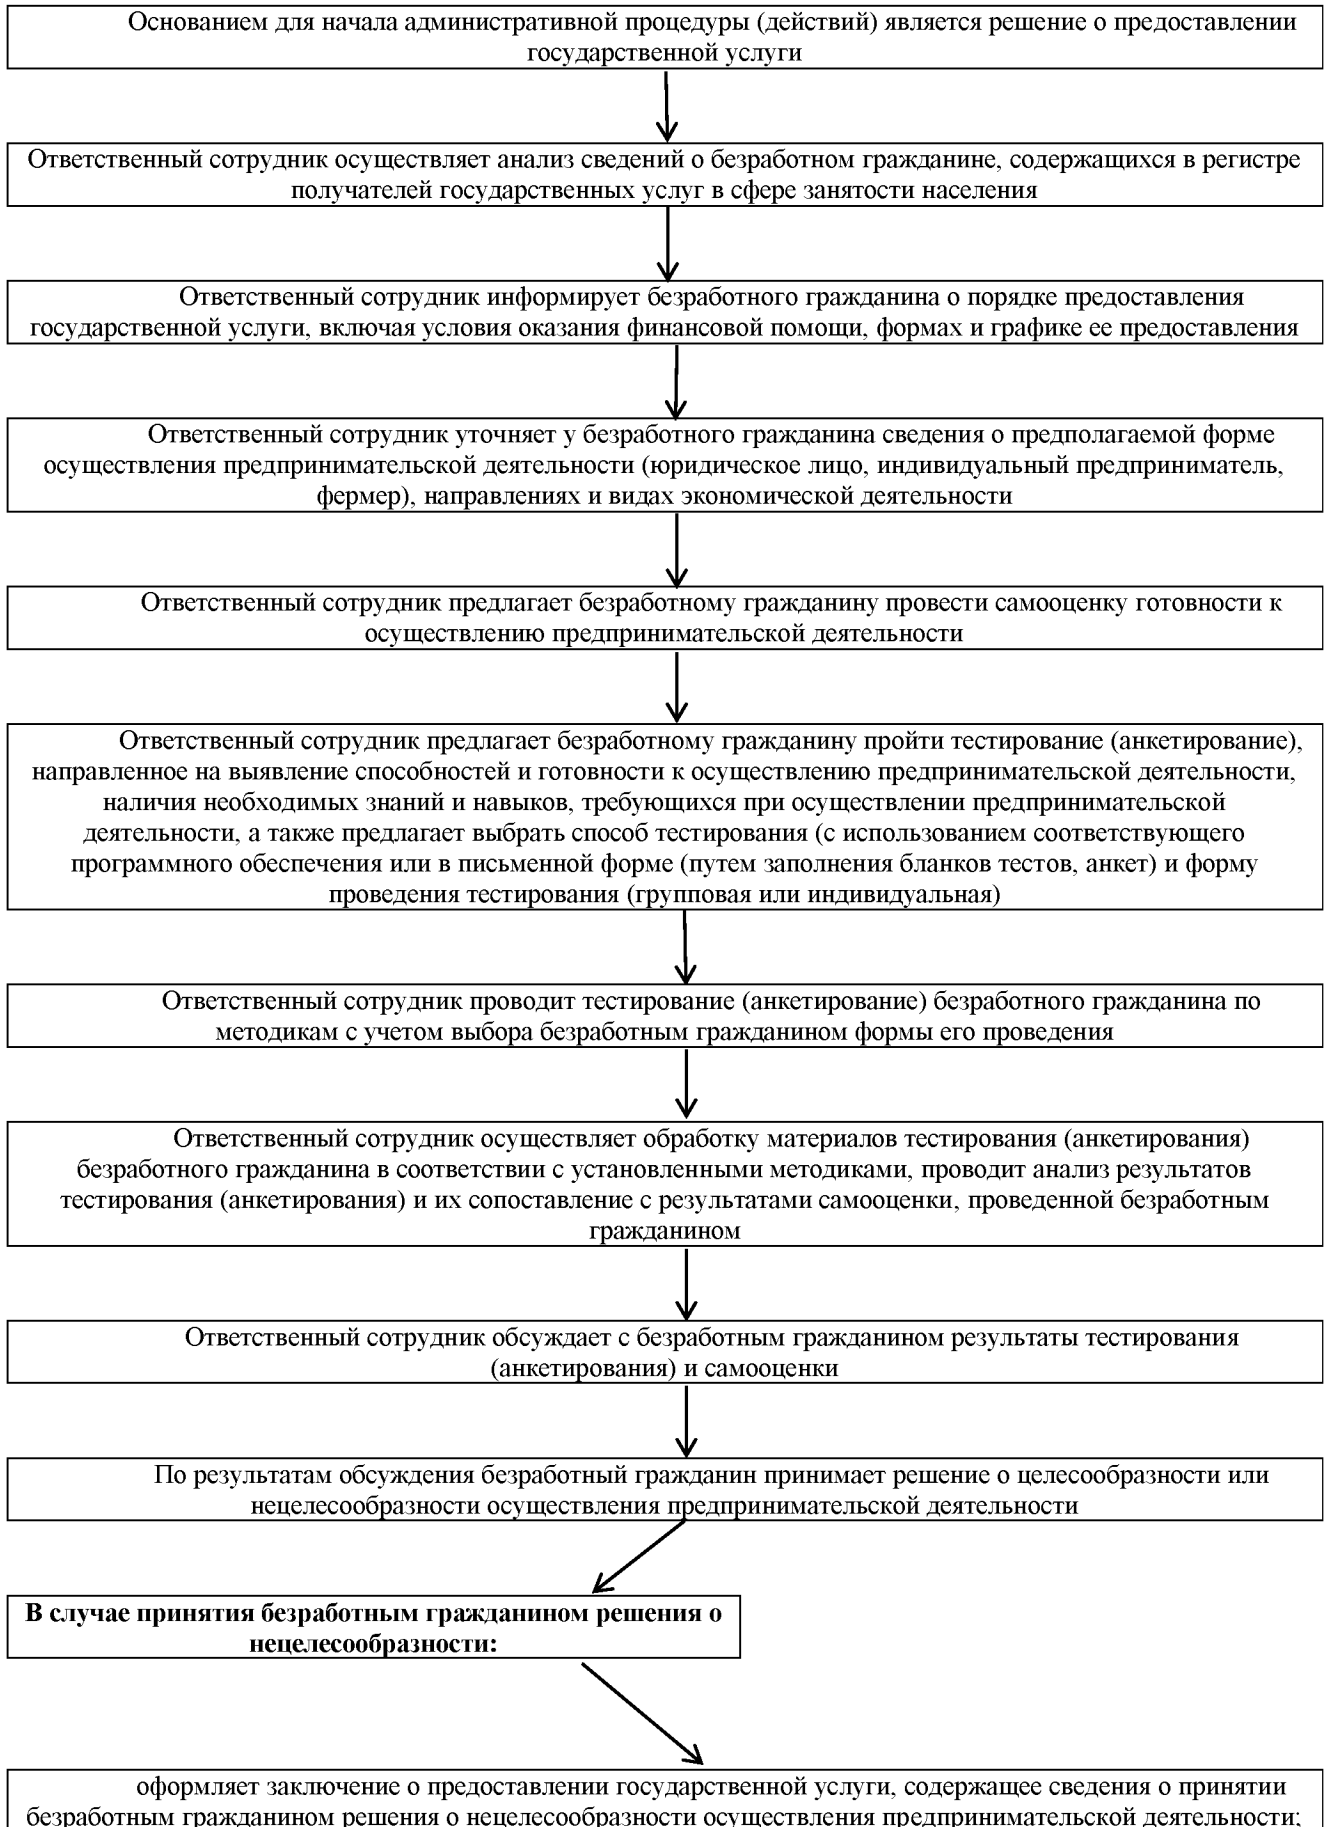 Основанием для начала административной процедуры (действий) является решение о предоставлении
государственной услуги
Ответственный сотрудник осуществляет анализ сведений о безработном гражданине, содержащихся в регистре
получателей государственных услуг в сфере занятости населения
Ответственный сотрудник информирует безработного гражданина о порядке предоставления
государственной услуги, включая условия оказания финансовой помощи, формах и графике ее предоставления
Ответственный сотрудник уточняет у безработного гражданина сведения о предполагаемой форме
осуществления предпринимательской деятельности (юридическое лицо, индивидуальный предприниматель,
фермер), направлениях и видах экономической деятельности
Ответственный сотрудник предлагает безработному гражданину провести самооценку готовности к
осуществлению предпринимательской деятельности
Ответственный сотрудник предлагает безработному гражданину пройти тестирование (анкетирование),
направленное на выявление способностей и готовности к осуществлению предпринимательской деятельности,
наличия необходимых знаний и навыков, требующихся при осуществлении предпринимательской
деятельности, а также предлагает выбрать способ тестирования (с использованием соответствующего
программного обеспечения или в письменной форме (путем заполнения бланков тестов, анкет) и форму
проведения тестирования (групповая или индивидуальная)
Ответственный сотрудник проводит тестирование (анкетирование) безработного гражданина по
методикам с учетом выбора безработным гражданином формы его проведения
Ответственный сотрудник осуществляет обработку материалов тестирования (анкетирования)
безработного гражданина в соответствии с установленными методиками, проводит анализ результатов
тестирования (анкетирования) и их сопоставление с результатами самооценки, проведенной безработным
гражданином
Ответственный сотрудник обсуждает с безработным гражданином результаты тестирования
(анкетирования) и самооценки
По результатам обсуждения безработный гражданин принимает решение о целесообразности или
нецелесообразности осуществления предпринимательской деятельности
В случае принятия безработным гражданином решения о
нецелесообразности:
оформляет заключение о предоставлении государственной услуги, содержащее сведения о принятии
безработным гражданином решения о нецелесообразности осуществления предпринимательской деятельности;